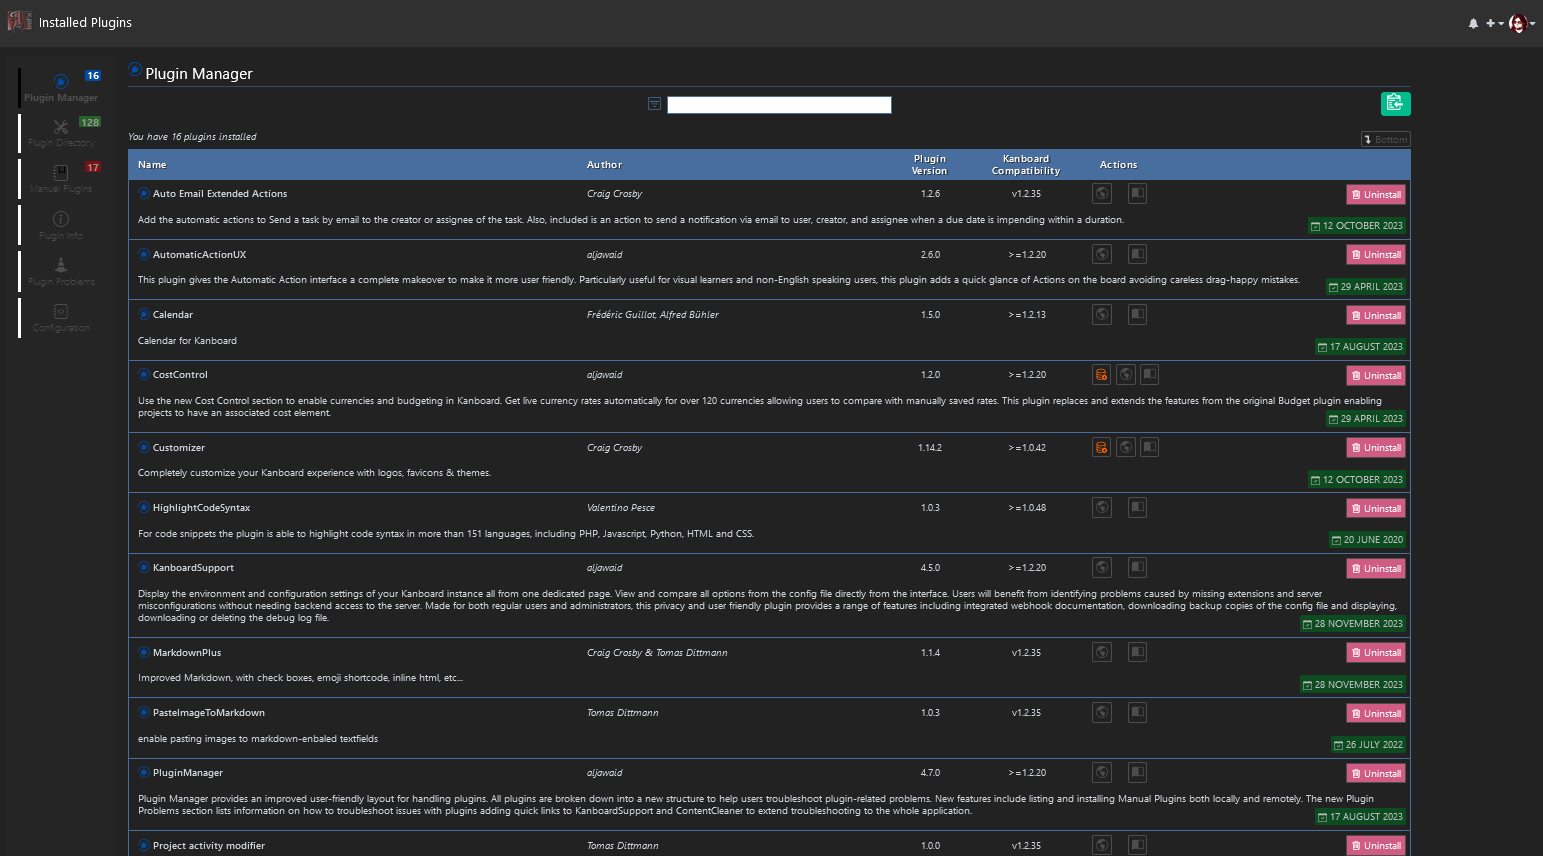 Installed Plugins
16
Plugin Manager
128
Plugin Directory
17
Manual Plugins
Plugin Info
Plugin Problems
Configuration
Plugin Manager
You have 16 plugins installed
Bottom
Name Author Plugin Version Kanboard Compatibility Actions
Auto Email Extended Actions Craig Crosby 1.2.6 v1.2.35 Uninstall
Add the automatic actions to Send a task by email to the creator or assignee of the task. Also, included is an action to send a notification via email to user, creator, and assignee when a due date is impending within a duration.
12 OCTOBER 2023
AutomaticActionUX aljawaid 2.6.0 >=1.2.20 Uninstall
This plugin gives the Automatic Action interface a complete makeover to make it more user friendly. Particularly useful for visual learners and non-English speaking users, this plugin adds a quick glance of Actions on the board avoiding careless drag-happy mistakes.
29 APRIL 2023
Calendar Frédéric Guillot, Alfred Bühler 1.5.0 >=1.2.13 Uninstall
Calendar for Kanboard
17 AUGUST 2023
CostControl aljawaid 1.2.0 >=1.2.20 Uninstall
Use the new Cost Control section to enable currencies and budgeting in Kanboard. Get live currency rates automatically for over 120 currencies allowing users to compare with manually saved rates. This plugin replaces and extends the features from the original Budget plugin enabling
projects to have an associated cost element.
29 APRIL 2023
Customizer Craig Crosby 1.14.2 >=1.0.42 Uninstall
Completely customize your Kanboard experience with logos, favicons & themes.
12 OCTOBER 2023
HighlightCodeSyntax Valentino Pesce 1.0.3 >=1.0.48 Uninstall
For code snippets the plugin is able to highlight code syntax in more than 151 languages, including PHP, Javascript, Python, HTML and CSS.
20 JUNE 2020
KanboardSupport aljawaid 4.5.0 >=1.2.20 Uninstall
Display the environment and configuration settings of your Kanboard instance all from one dedicated page. View and compare all options from the config file directly from the interface. Users will benefit from identifying problems caused by missing extensions and server
misconfigurations without needing backend access to the server. Made for both regular users and administrators, this privacy and user friendly plugin provides a range of features including integrated webhook documentation, downloading backup copies of the config file and displaying,
downloading or deleting the debug log file.
28 NOVEMBER 2023
MarkdownPlus Craig Crosby & Tomas Dittmann 1.1.4 v1.2.35 Uninstall
Improved Markdown, with check boxes, emoji shortcode, inline html, etc...
28 NOVEMBER 2023
PasteImageToMarkdown Tomas Dittmann 1.0.3 v1.2.35 Uninstall
enable pasting images to markdown-enbaled textfields
26 JULY 2022
PluginManager aljawaid 4.7.0 >=1.2.20 Uninstall
Plugin Manager provides an improved user-friendly layout for handling plugins. All plugins are broken down into a new structure to help users troubleshoot plugin-related problems. New features include listing and installing Manual Plugins both locally and remotely. The new Plugin
Problems section lists information on how to troubleshoot issues with plugins adding quick links to KanboardSupport and ContentCleaner to extend troubleshooting to the whole application.
17 AUGUST 2023
Project activity modifier Tomas Dittmann 1.0.0 v1.2.35 Uninstall